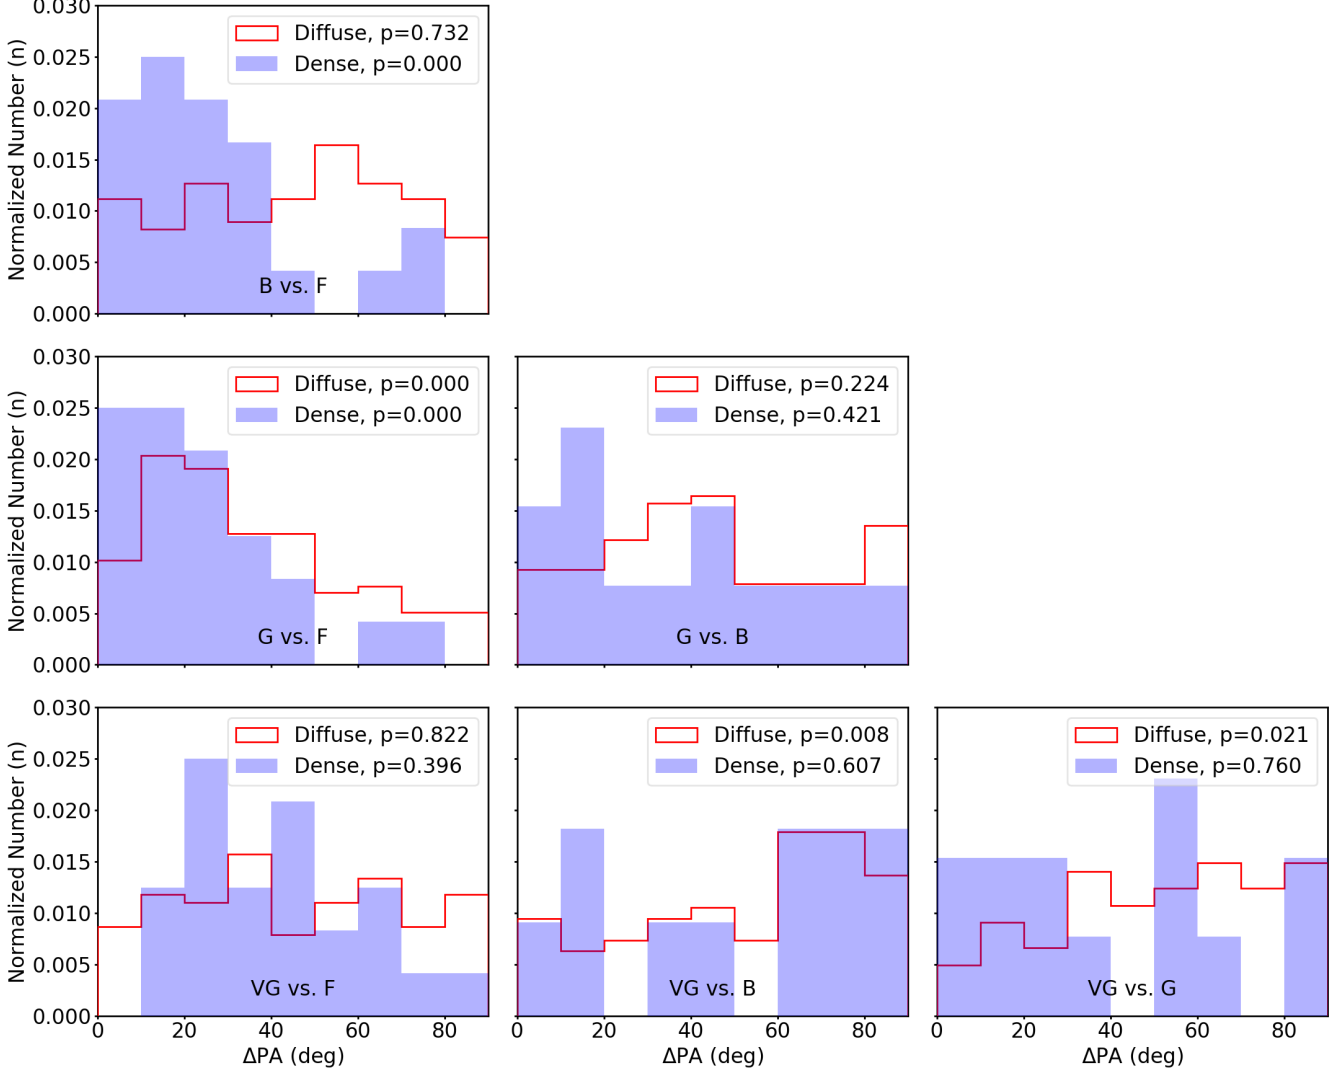 0.030
0.025
0.020
0.015
0.010
0.005
0.000
Normalized Number (n)
Diffuse, p=0.732
Dense, p=0.000
B vs. F
0.030
0.025
0.020
0.015
0.010
0.005
0.000
Normalized Number (n)
Diffuse, p=0.000
Dense, p=0.000
G vs. F
Diffuse, p=0.224
Dense, p=0.421
G vs. B
0.030
0.025
0.020
0.015
0.010
0.005
0.000
Normalized Number (n)
Diffuse, p=0.822
Dense, p=0.396
VG vs. F
0 20 40 60 80
ΔPA (deg)
Diffuse, p=0.008
Dense, p=0.607
VG vs. B
0 20 40 60 80
ΔPA (deg)
Diffuse, p=0.021
Dense, p=0.760
VG vs. G
0 20 40 60 80
ΔPA (deg)